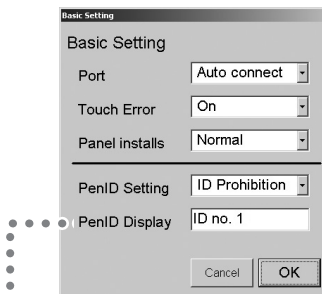 Basic Setting
Basic Setting
Port Auto connect
Touch Error On
Panel installs Normal
PenID Setting ID Prohibition
PenID Display ID no. 1
Cancel OK